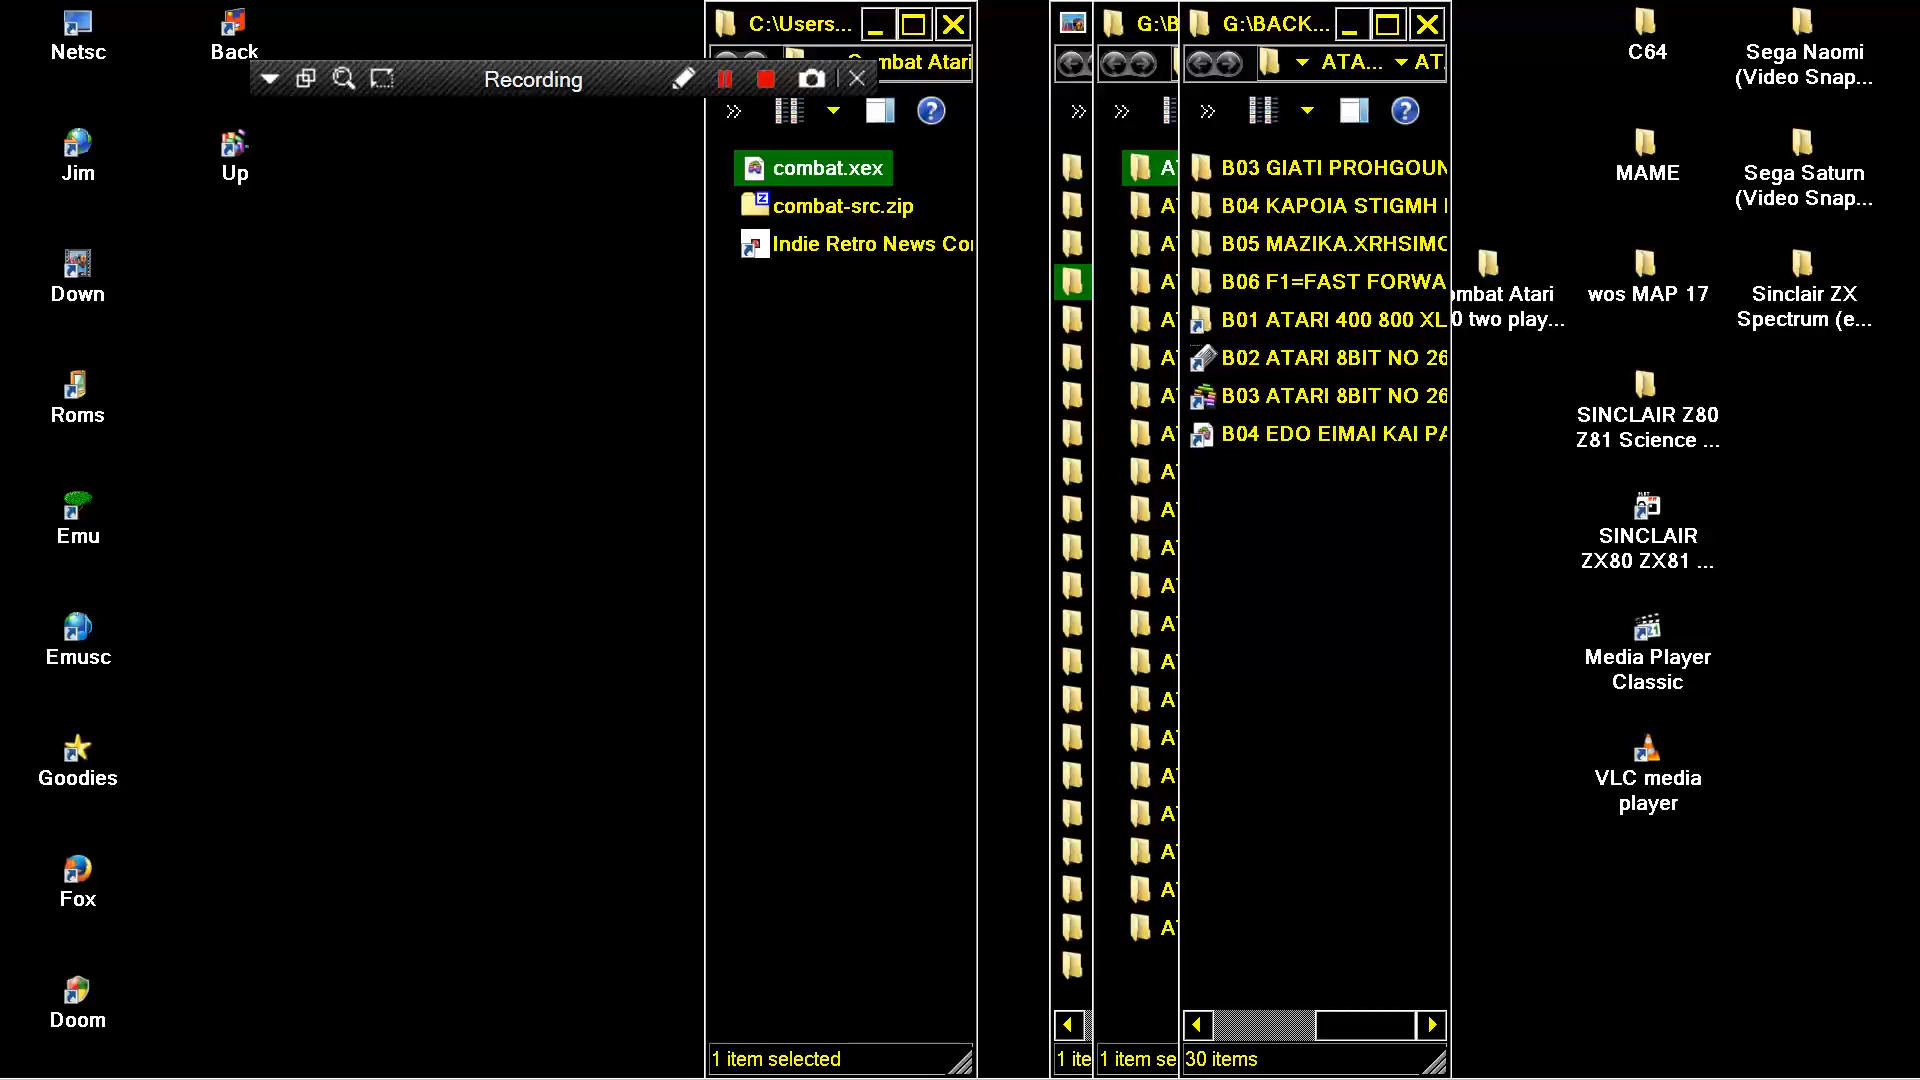 Netsc
Back
Jim
Up
Down
Roms
Emu
Emusc
Goodies
Fox
Doom
Recording
C:\Users...
mbat Atari
combat.xex
combat-src.zip
Indie Retro News Co
1 item selected
1 ite
G:\B
1 item se
G:\BACK...
ATA...
AT
B03 GIATI PROHGOUN
B04 KAPOIA STIGMH
B05 MAZIKA.XRHSIMO
B06 F1=FAST FORWA
B01 ATARI 400 800 XL
B02 ATARI 8BIT NO 26
B03 ATARI 8BIT NO 26
B04 EDO EIMAI KAI PA
30 items
mbat Atari
0 two play...
C64
MAME
wos MAP 17
SINCLAIR Z80
Z81 Science ...
SINCLAIR
ZX80 ZX81 ...
Media Player
Classic
VLC media
player
Sega Naomi
(Video Snap...
Sega Saturn
(Video Snap...
Sinclair ZX
Spectrum (e...